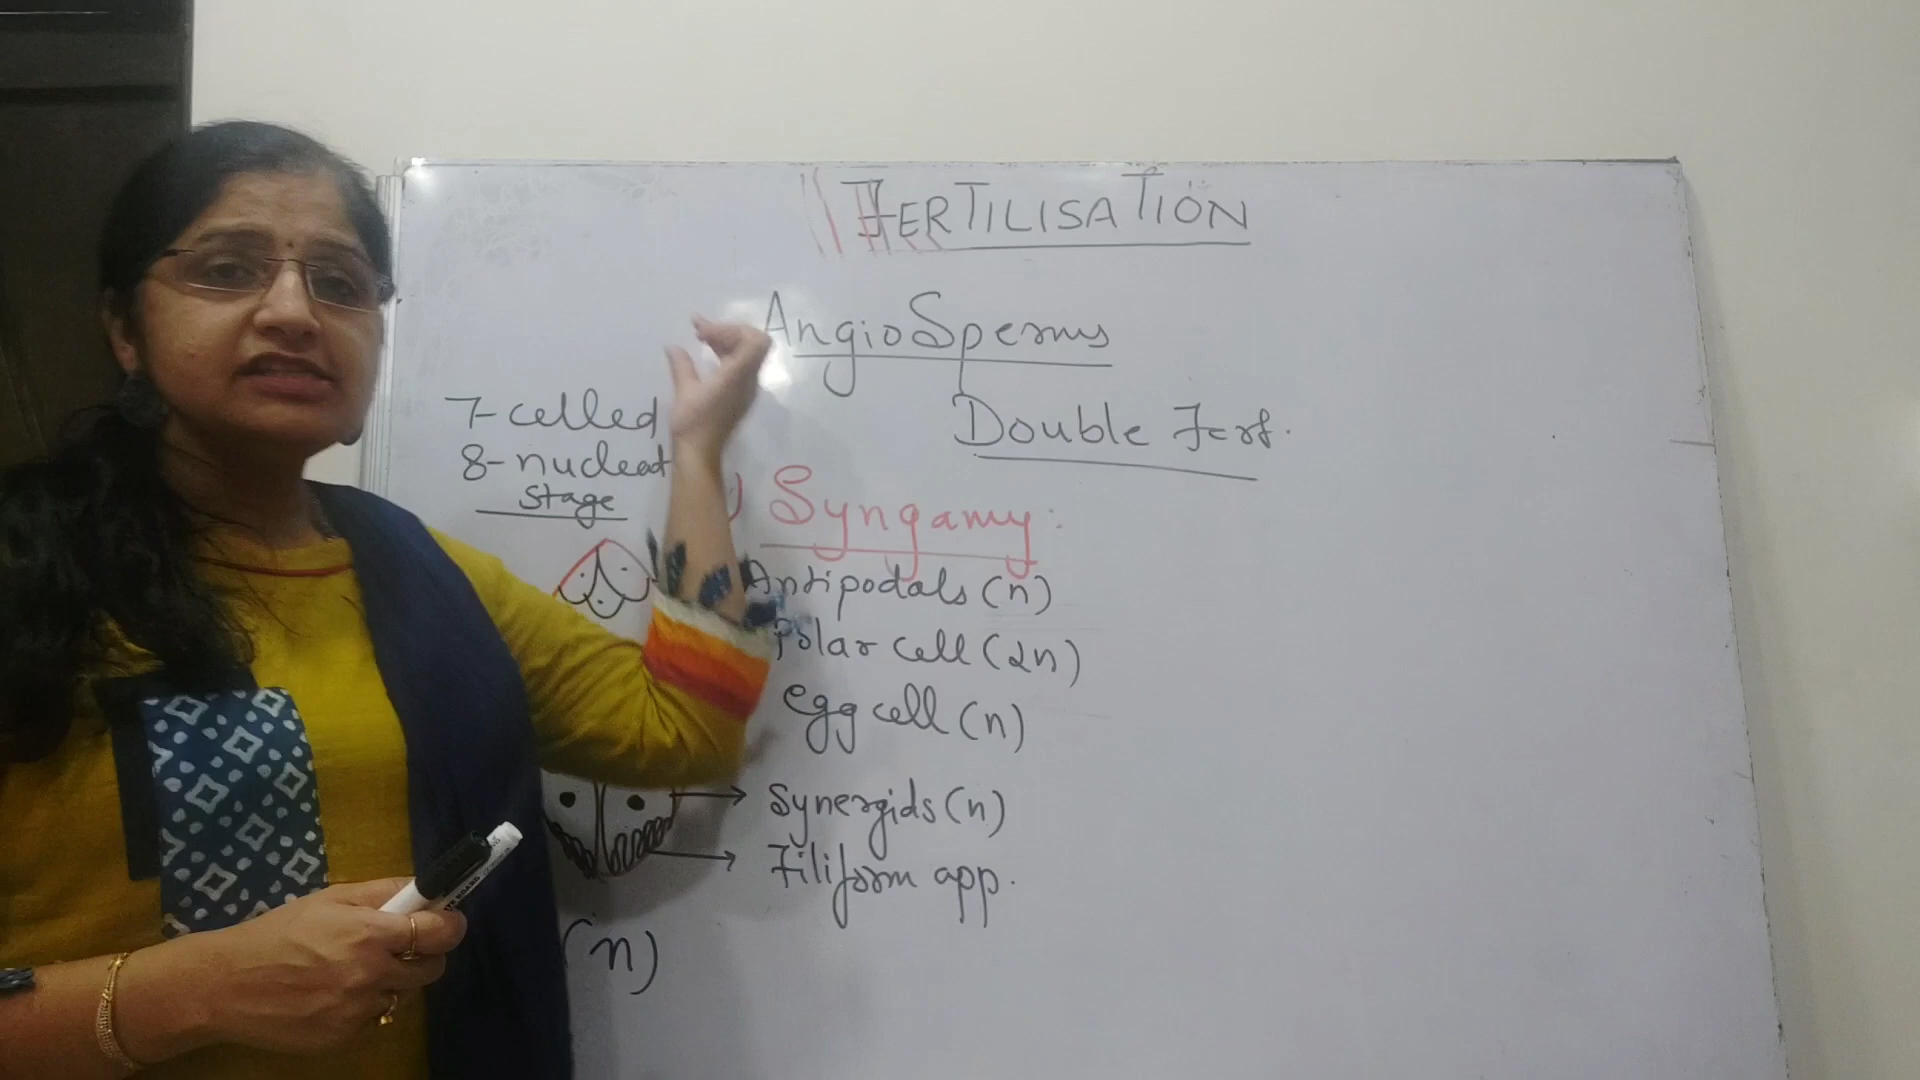 FERTILISATION
AngioSperms
Double Fert.
7-celled
8-nucleat
stage
) Syngamy:
Antipodals (n)
Polar cell (2n)
egg cell (n)
Synergids (n)
Filiform app.
(n)